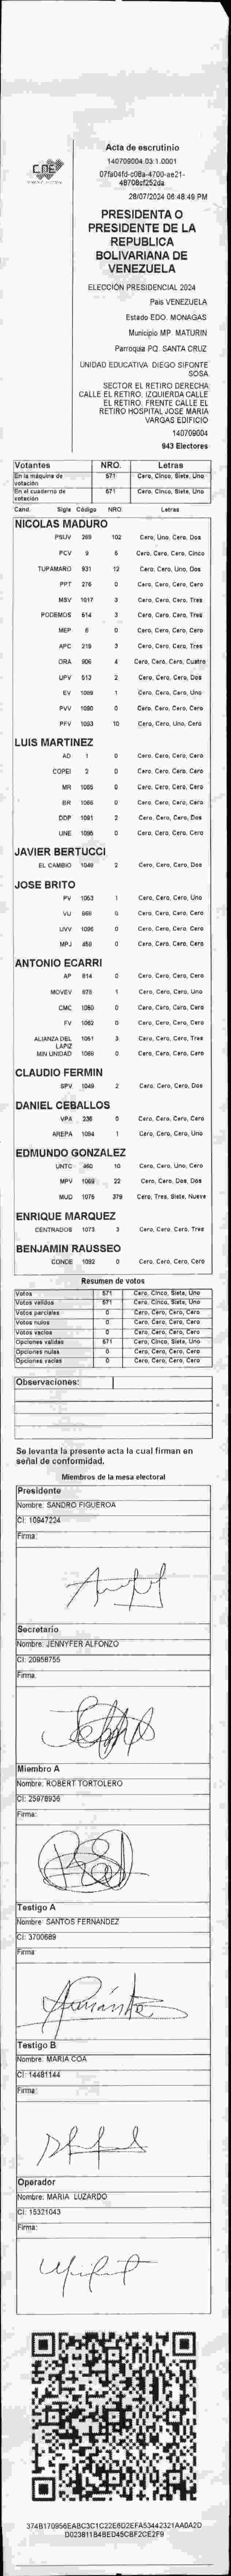 CNE
Acta de escrutinio
140709004.03.1.0001
07fa04fd-c08a-4700-ae21-
48708cf252da
28/07/2024 06:48:49 PM
PRESIDENTA O
PRESIDENTE DE LA
REPUBLICA
BOLIVARIANA DE
VENEZUELA
ELECCIÓN PRESIDENCIAL 2024
País VENEZUELA
Estado EDO. MONAGAS
Municipio MP. MATURIN
Parroquia PQ. SANTA CRUZ
UNIDAD EDUCATIVA DIEGO SIFONTE
SOSA
SECTOR EL RETIRO DERECHA
CALLE EL RETIRO. IZQUIERDA CALLE
EL RETIRO. FRENTE CALLE EL
RETIRO HOSPITAL JOSE MARIA
VARGAS EDIFICIO
140709004
943 Electores
Votantes NRO. Letras
En la máquina de votación 571 Cero, Cinco, Siete, Uno
En el cuaderno de votación 571 Cero, Cinco, Siete, Uno
Cand. Sigla Código NRO. Letras
NICOLAS MADURO
PSUV 269 102 Cero, Uno, Cero, Dos
PCV 9 5 Cero, Cero, Cero, Cinco
TUPAMARO 931 12 Cero, Cero, Uno, Dos
PPT 276 0 Cero, Cero, Cero, Cero
MSV 1017 3 Cero, Cero, Cero, Tres
PODEMOS 514 3 Cero, Cero, Cero, Tres
MEP 6 0 Cero, Cero, Cero, Cero
APC 219 3 Cero, Cero, Cero, Tres
ORA 906 4 Cero, Cero, Cero, Cuatro
UPV 513 2 Cero, Cero, Cero, Dos
EV 1089 1 Cero, Cero, Cero, Uno
PVV 1090 0 Cero, Cero, Cero, Cero
PFV 1093 10 Cero, Cero, Uno, Cero
LUIS MARTINEZ
AD 1 0 Cero, Cero, Cero, Cero
COPEI 2 0 Cero, Cero, Cero, Cero
MR 1065 0 Cero, Cero, Cero, Cero
BR 1066 0 Cero, Cero, Cero, Cero
DDP 1091 2 Cero, Cero, Cero, Dos
UNE 1095 0 Cero, Cero, Cero, Cero
JAVIER BERTUCCI
EL CAMBIO 1049 2 Cero, Cero, Cero, Dos
JOSE BRITO
PV 1053 1 Cero, Cero, Cero, Uno
VU 868 0 Cero, Cero, Cero, Cero
UVV 1096 0 Cero, Cero, Cero, Cero
MPJ 459 0 Cero, Cero, Cero, Cero
ANTONIO ECARRI
AP 814 0 Cero, Cero, Cero, Cero
MOVEV 678 1 Cero, Cero, Cero, Uno
CMC 1060 0 Cero, Cero, Cero, Cero
FV 1062 0 Cero, Cero, Cero, Cero
ALIANZA DEL LAPIZ 1051 3 Cero, Cero, Cero, Tres
MIN UNIDAD 1069 0 Cero, Cero, Cero, Cero
CLAUDIO FERMIN
SPV 1048 2 Cero, Cero, Cero, Dos
DANIEL CEBALLOS
VPA 236 0 Cero, Cero, Cero, Cero
AREPA 1094 1 Cero, Cero, Cero, Uno
EDMUNDO GONZALEZ
UNTC 460 10 Cero, Cero, Uno, Cero
MPV 1069 22 Cero, Cero, Dos, Dos
MUD 1075 379 Cero, Tres, Siete, Nueve
ENRIQUE MARQUEZ
CENTRADOS 1073 3 Cero, Cero, Cero, Tres
BENJAMIN RAUSSEO
CONDE 1092 0 Cero, Cero, Cero, Cero
Resumen de votos
Votos 571 Cero, Cinco, Siete, Uno
Votos validos 571 Cero, Cinco, Siete, Uno
Votos parciales 0 Cero, Cero, Cero, Cero
Votos nulos 0 Cero, Cero, Cero, Cero
Votos vacios 0 Cero, Cero, Cero, Cero
Opciones validas 571 Cero, Cinco, Siete, Uno
Opciones nulas 0 Cero, Cero, Cero, Cero
Opciones vacias 0 Cero, Cero, Cero, Cero
Observaciones:
Se levanta la presente acta la cual firman en
señal de conformidad.
Miembros de la mesa electoral
Presidente
Nombre: SANDRO FIGUEROA
CI: 10947224
Firma:
Secretario
Nombre: JENNYFER ALFONZO
CI: 20958755
Firma:
Miembro A
Nombre: ROBERT TORTOLERO
CI: 25978936
Firma:
Testigo A
Nombre: SANTOS FERNANDEZ
CI: 3700689
Firma:
Testigo B
Nombre: MARIA COA
CI: 14481144
Firma:
Operador
Nombre: MARIA LUZARDO
CI: 15321043
Firma:
374B170956EABC3C1C22E6D2EFA53442321AA0A2D
D023811B4BED45CBF2CE2F9